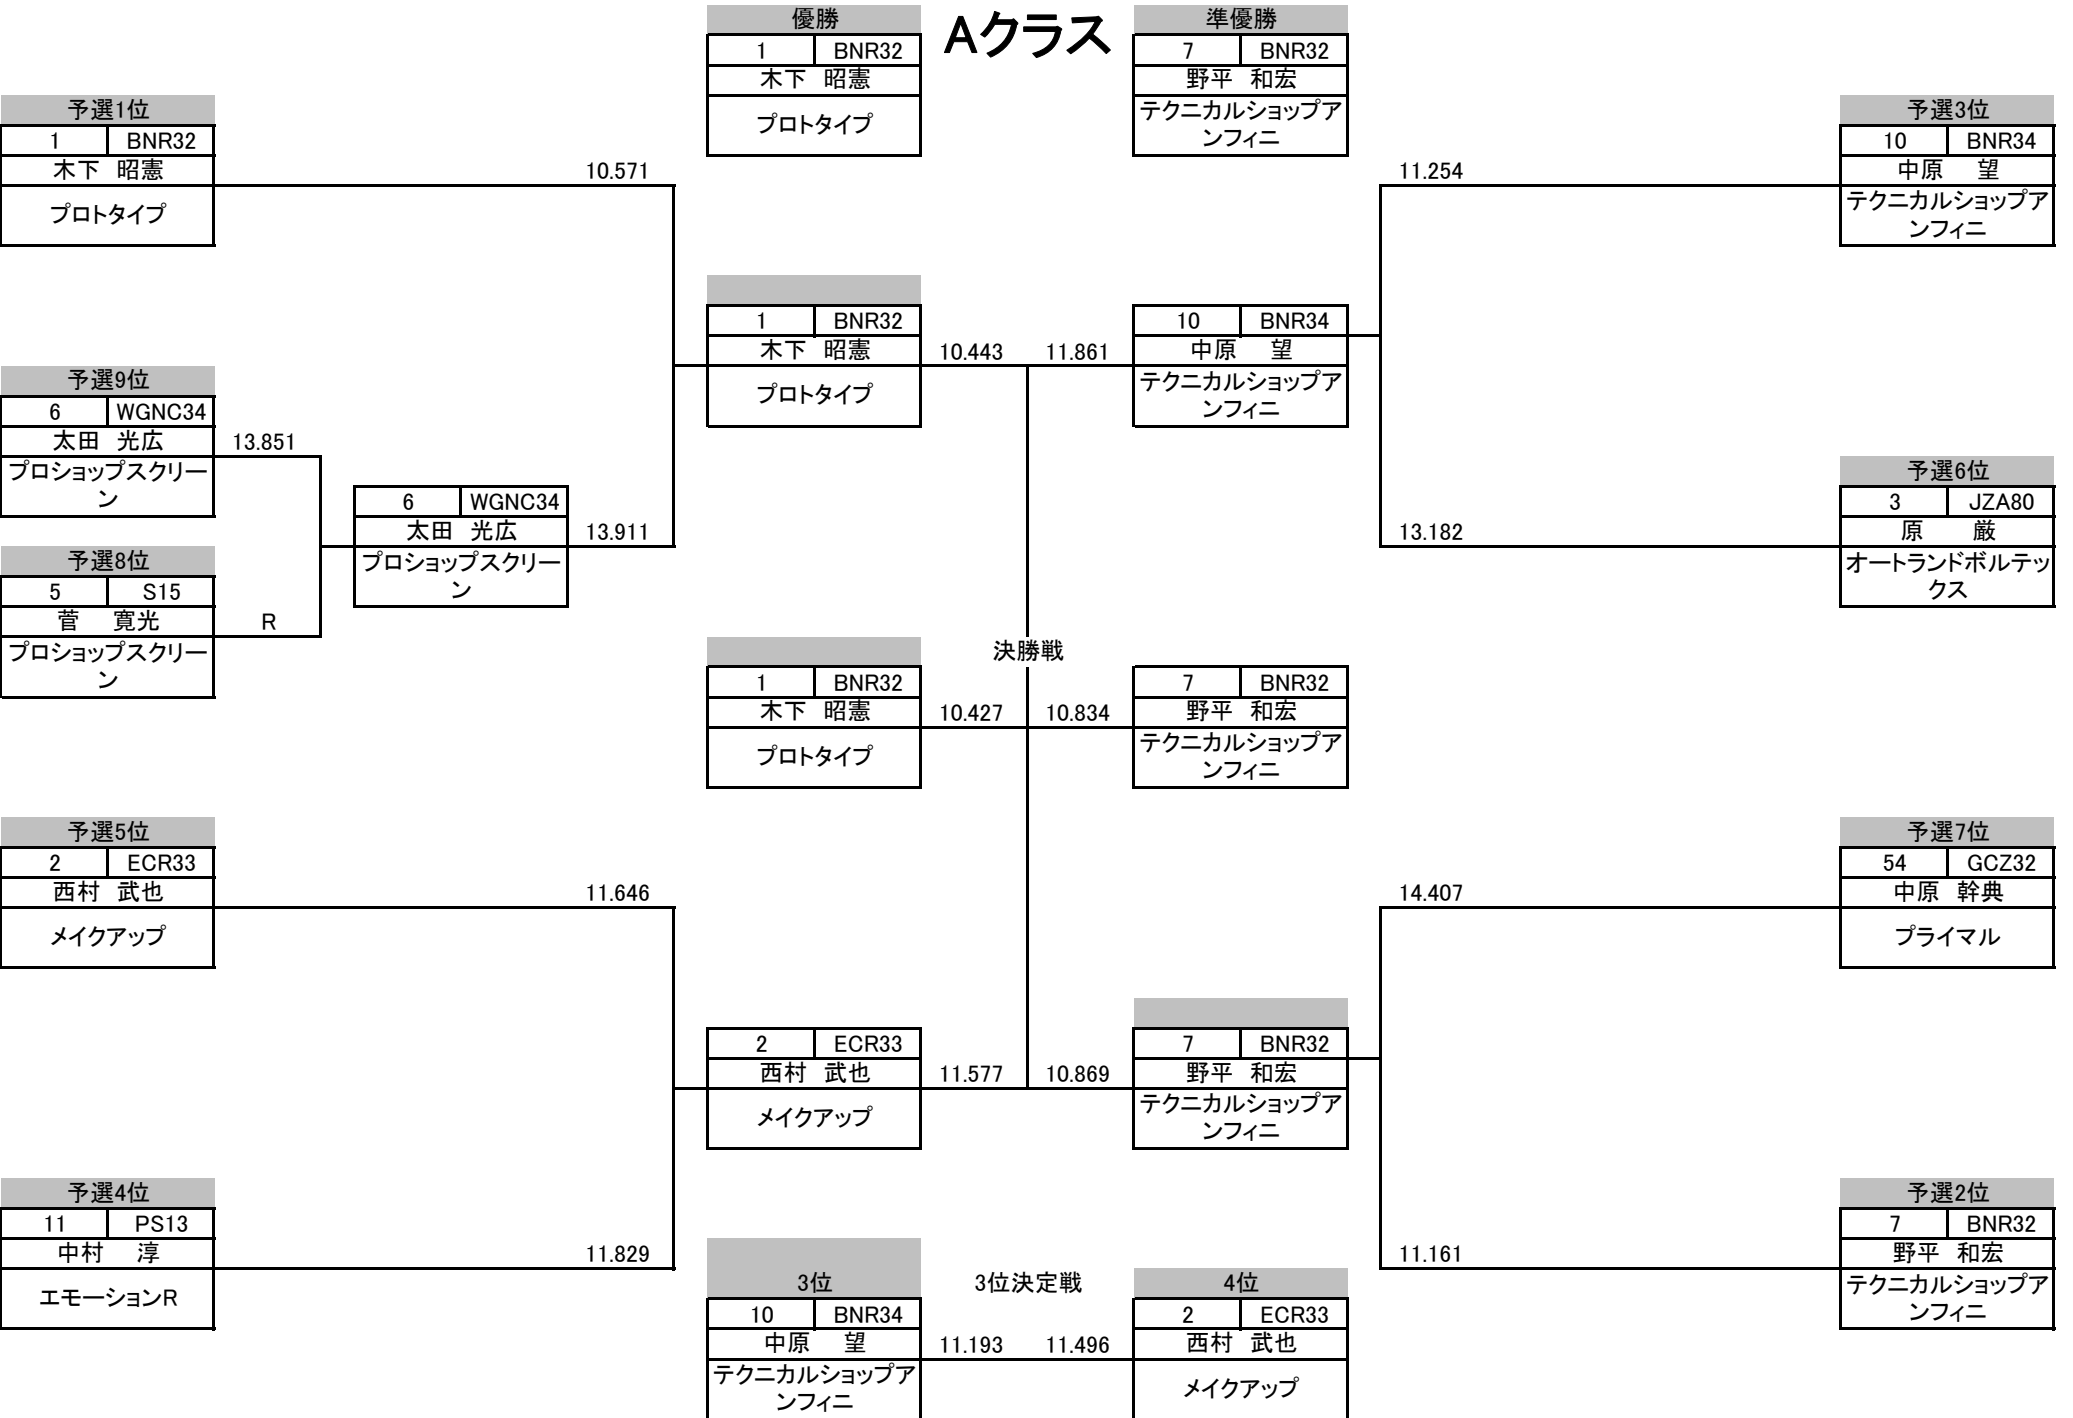 Aクラス
優勝
1 BNR32
木下 昭憲
プロトタイプ
準優勝
7 BNR32
野平 和宏
テクニカルショップア
ンフィニ
予選1位
1 BNR32
木下 昭憲
プロトタイプ
10.571
予選9位
6 WGNC34
太田 光広
プロショップスクリー
ン
13.851
予選8位
5 S15
菅 寛光
プロショップスクリー
ン
R
6 WGNC34
太田 光広
プロショップスクリー
ン
13.911
予選5位
2 ECR33
西村 武也
メイクアップ
11.646
予選4位
11 PS13
中村 淳
エモーションR
11.829
1 BNR32
木下 昭憲
プロトタイプ
10.443 11.861
10 BNR34
中原 望
テクニカルショップア
ンフィニ
決勝戦
1 BNR32
木下 昭憲
プロトタイプ
10.427 10.834
7 BNR32
野平 和宏
テクニカルショップア
ンフィニ
2 ECR33
西村 武也
メイクアップ
11.577 10.869
7 BNR32
野平 和宏
テクニカルショップア
ンフィニ
3位決定戦
3位
10 BNR34
中原 望
テクニカルショップア
ンフィニ
11.193 11.496
4位
2 ECR33
西村 武也
メイクアップ
11.254
予選3位
10 BNR34
中原 望
テクニカルショップア
ンフィニ
13.182
予選6位
3 JZA80
原 厳
オートランドボルテッ
クス
14.407
予選7位
54 GCZ32
中原 幹典
プライマル
11.161
予選2位
7 BNR32
野平 和宏
テクニカルショップア
ンフィニ